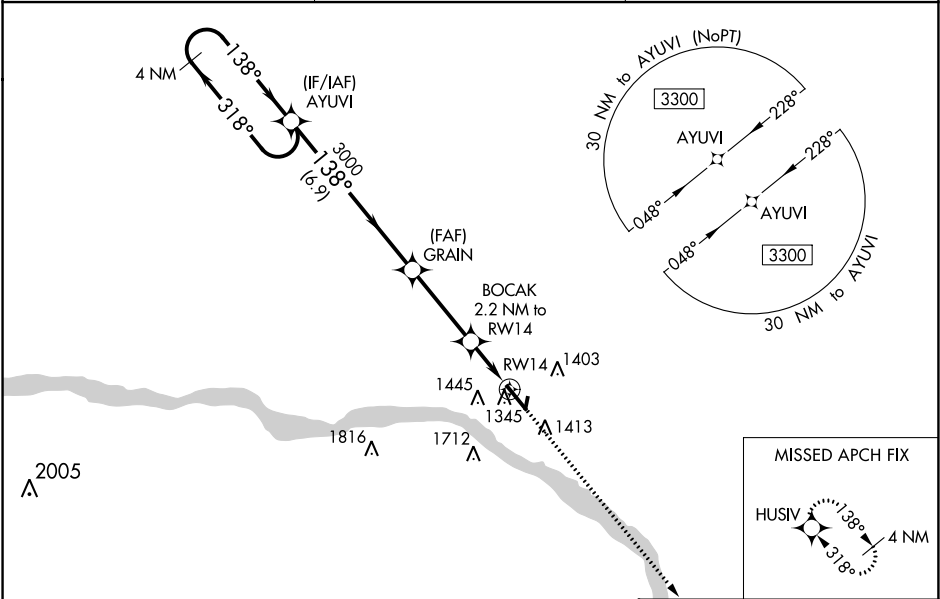 4 NM
138°
318°
(IF/IAF)
AYUVI
3000
138°
(6.9)
(FAF)
GRAIN
BOCAK
2.2 NM to
RW14
RW14
1403
1445
1345
1413
1816
1712
2005
30 NM to AYUVI (NoPT)
3300
228°
AYUVI
048°
228°
AYUVI
048°
3300
30 NM to AYUVI
MISSED APCH FIX
HUSIV
138°
318°
4 NM